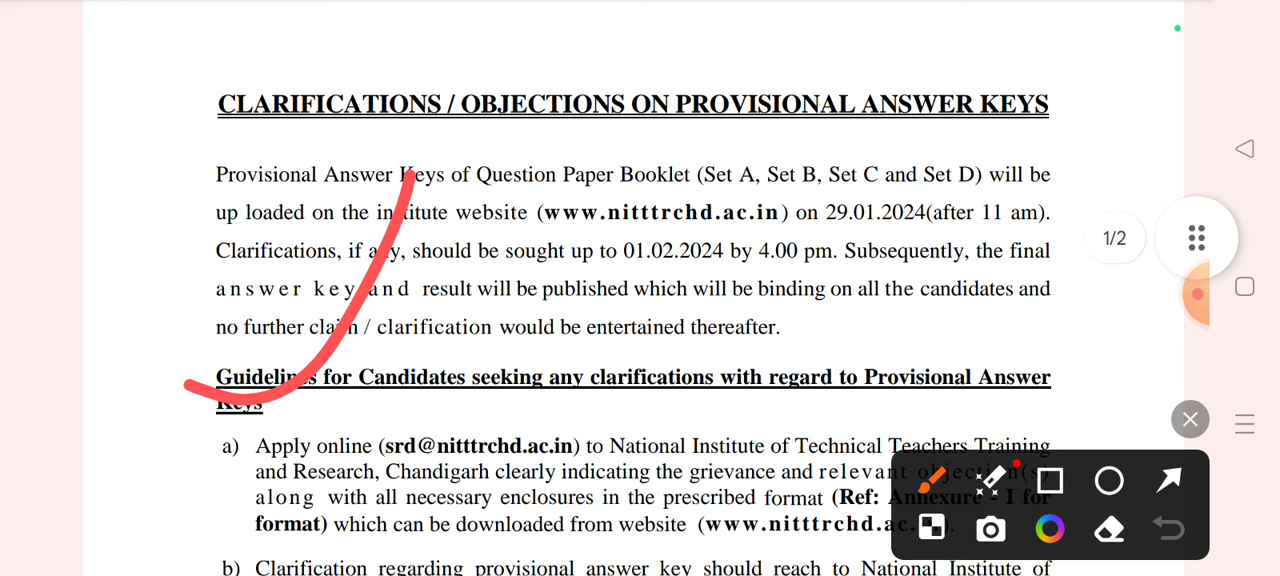 CLARIFICATIONS / OBJECTIONS ON PROVISIONAL ANSWER KEYS
Provisional Answer Keys of Question Paper Booklet (Set A, Set B, Set C and Set D) will be
up loaded on the institute website (www.nitttrchd.ac.in) on 29.01.2024(after 11 am).
Clarifications, if any, should be sought up to 01.02.2024 by 4.00 pm. Subsequently, the final
answer key and result will be published which will be binding on all the candidates and
no further claim / clarification would be entertained thereafter.
1/2
Guidelines for Candidates seeking any clarifications with regard to Provisional Answer
Keys
a) Apply online (srd@nitttrchd.ac.in) to National Institute of Technical Teachers Training
and Research, Chandigarh clearly indicating the grievance and relevant objection(s)
along with all necessary enclosures in the prescribed format (Ref: Annexure - I for
format) which can be downloaded from website (www.nitttrchd.ac.
b) Clarification regarding provisional answer key should reach to National Institute of